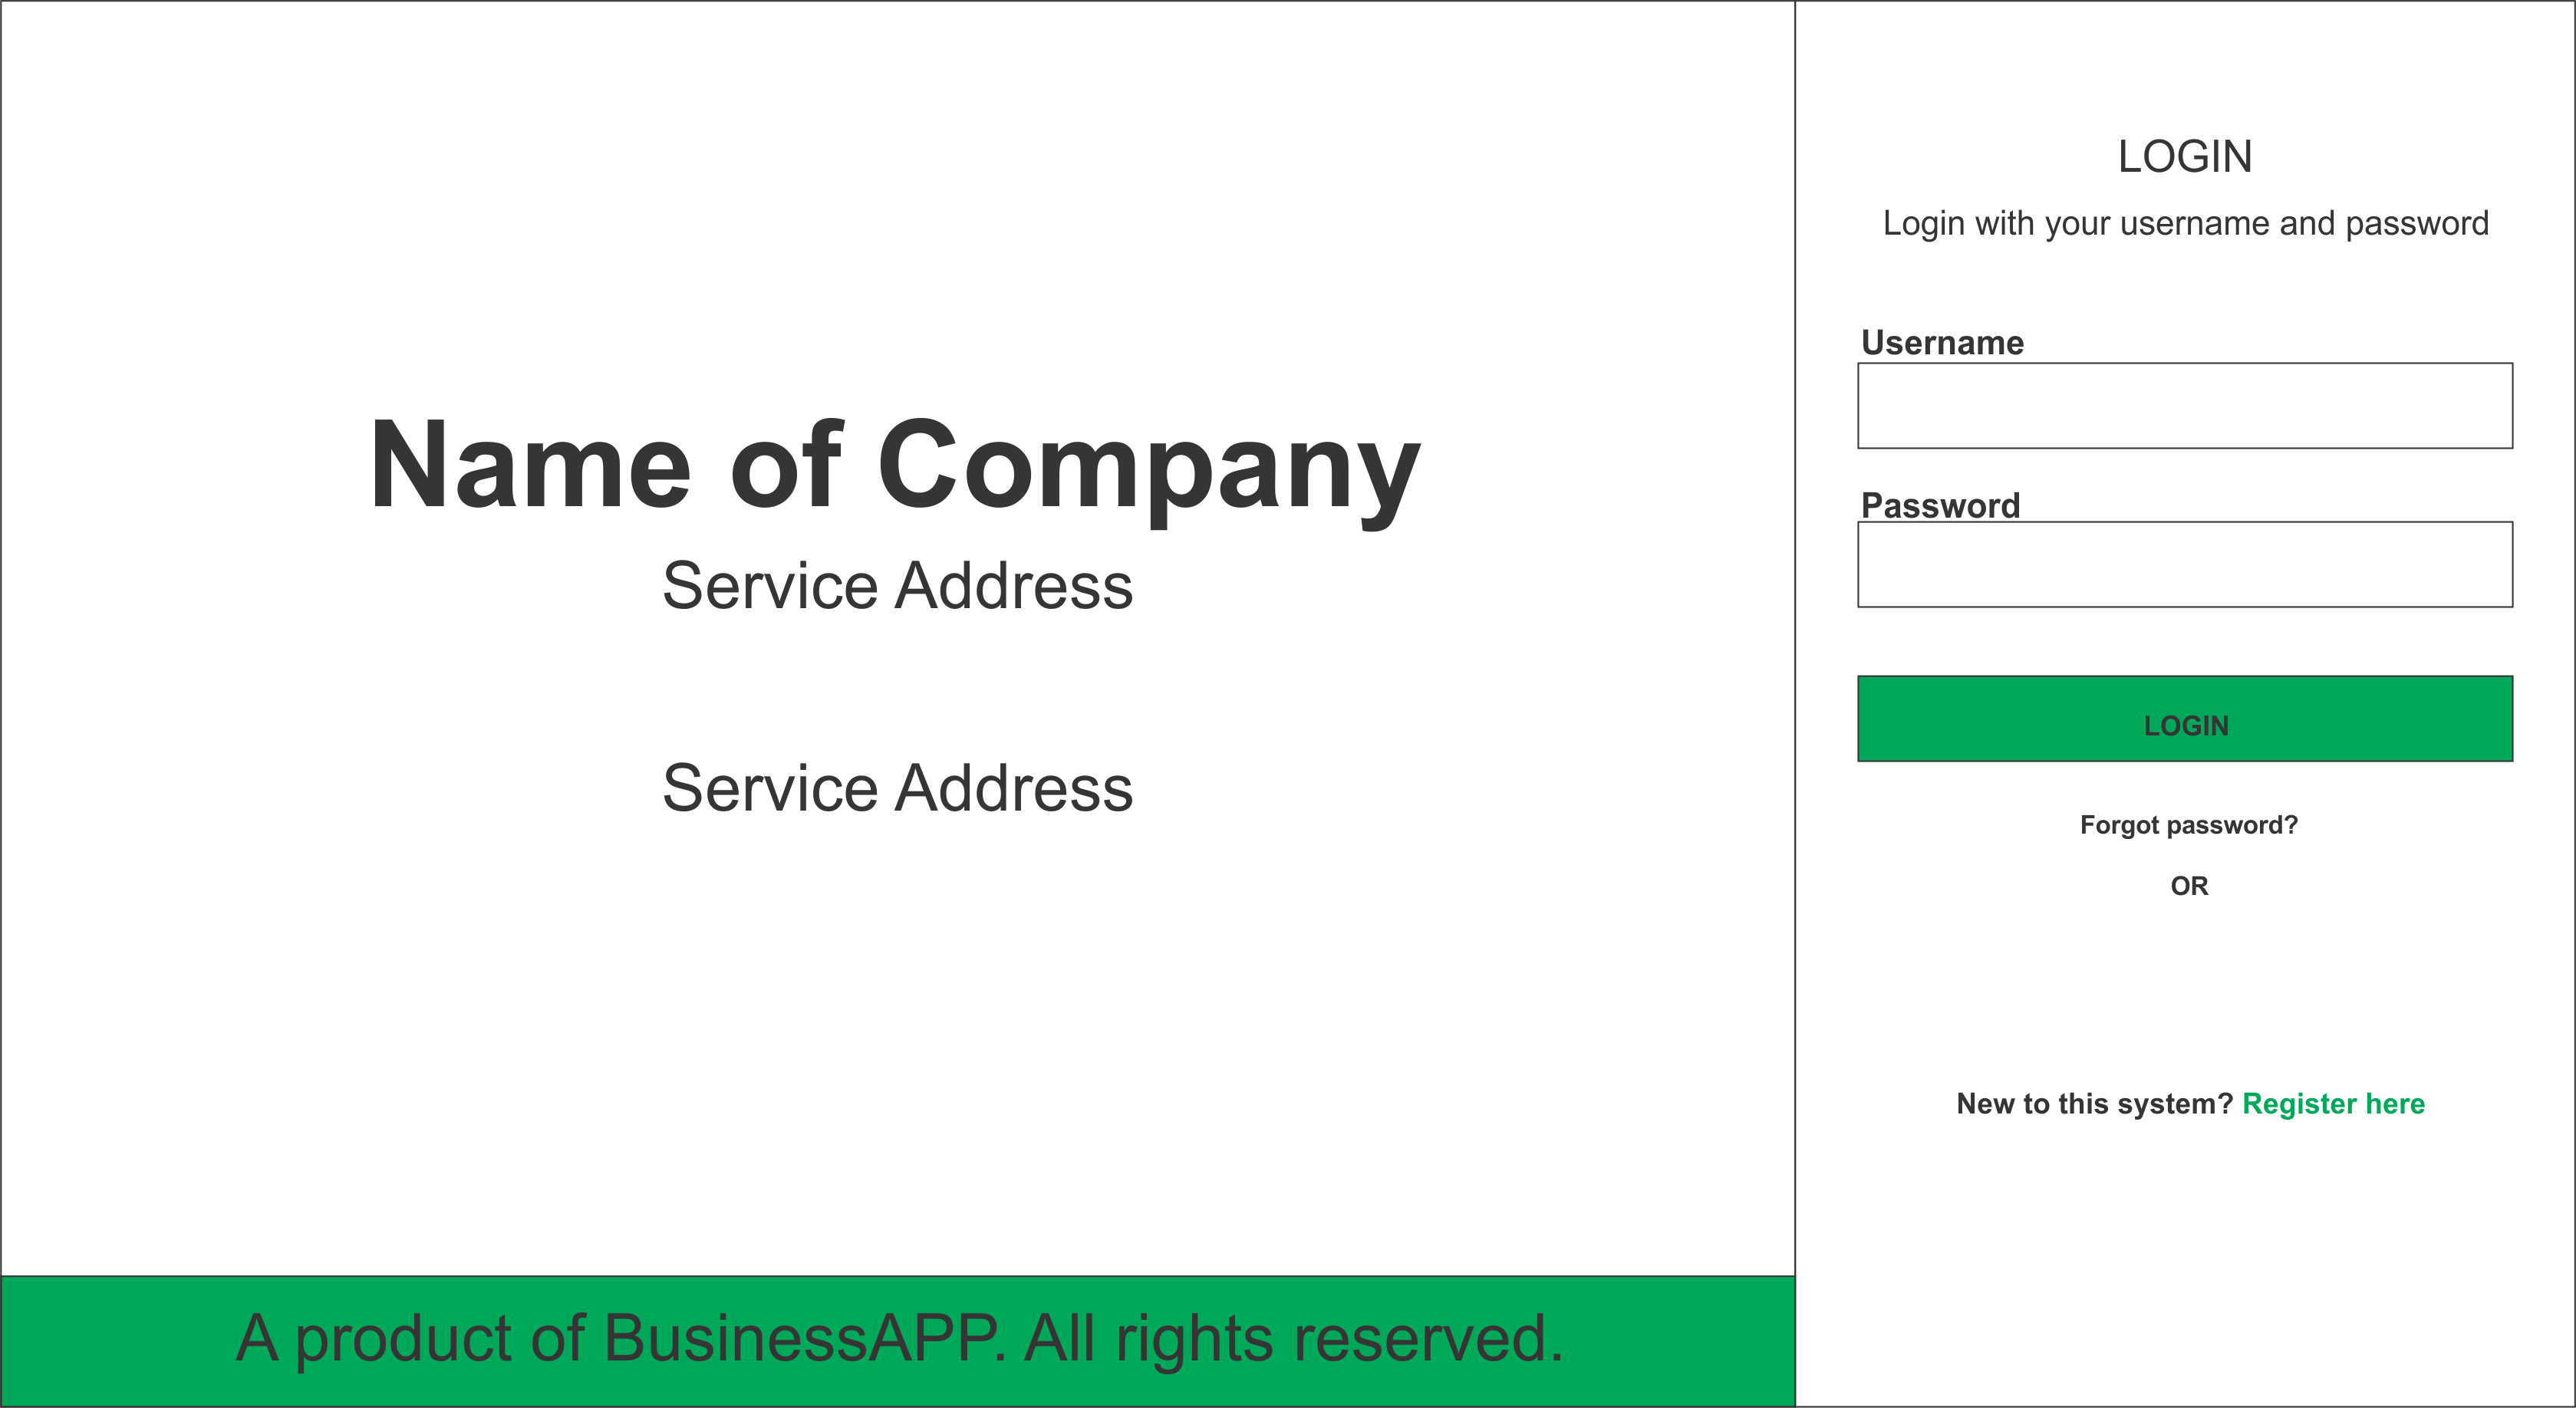 Name of Company
Service Address
Service Address
A product of BusinessAPP. All rights reserved.
LOGIN
Login with your username and password
Username
Password
LOGIN
Forgot password?
OR
New to this system? Register here